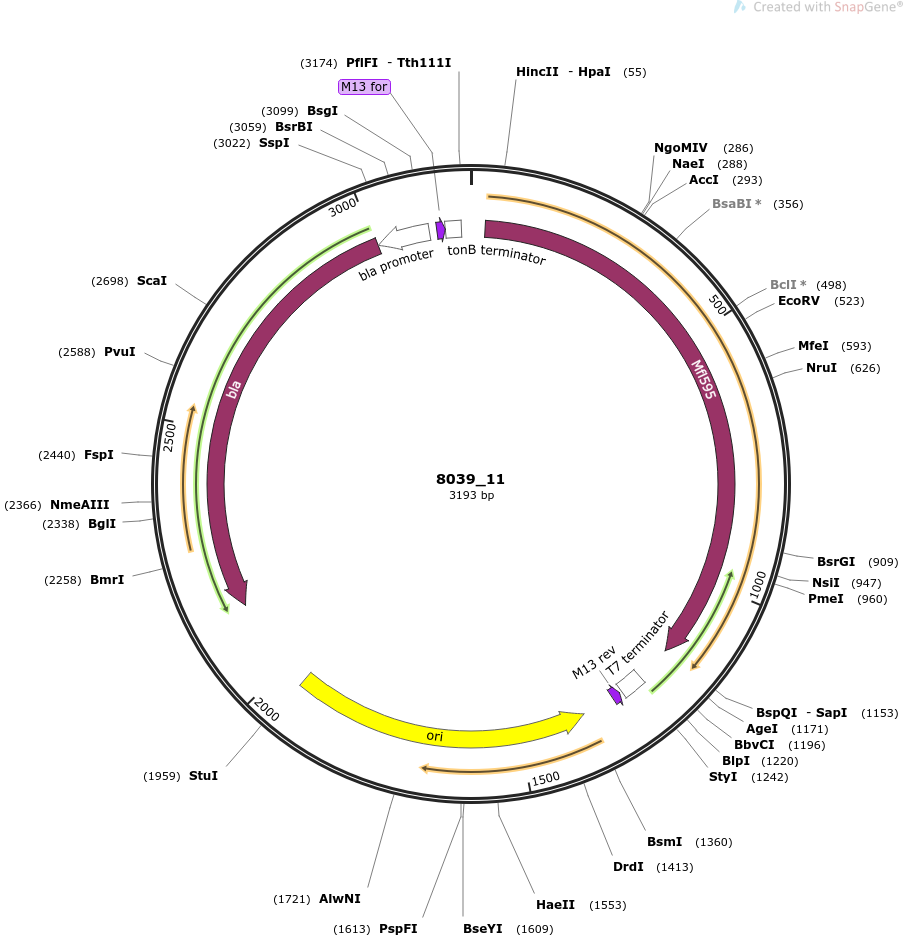 Created with SnapGene®
(3174) PflFI - Tth111I
HincII - HpaI (55)
M13 for
(3099) BsgI
(3059) BsrBI
(3022) SspI
NgoMIV (286)
NaeI (288)
AccI (293)
BsaBI * (356)
3000
bla promoter
tonB terminator
(2698) ScaI
BclI * (498)
EcoRV (523)
500
(2588) PvuI
MfeI (593)
NruI (626)
bla
Mfl595
2500
(2440) FspI
8039_11
3193 bp
(2366) NmeAIII
(2338) BglI
(2258) BmrI
BsrGI (909)
NsiI (947)
PmeI (960)
1000
M13 rev
T7 terminator
2000
ori
BspQI - SapI (1153)
AgeI (1171)
BbvCI (1196)
BlpI (1220)
StyI (1242)
(1959) StuI
1500
BsmI (1360)
DrdI (1413)
(1721) AlwNI
HaeII (1553)
(1613) PspFI
BseYI (1609)